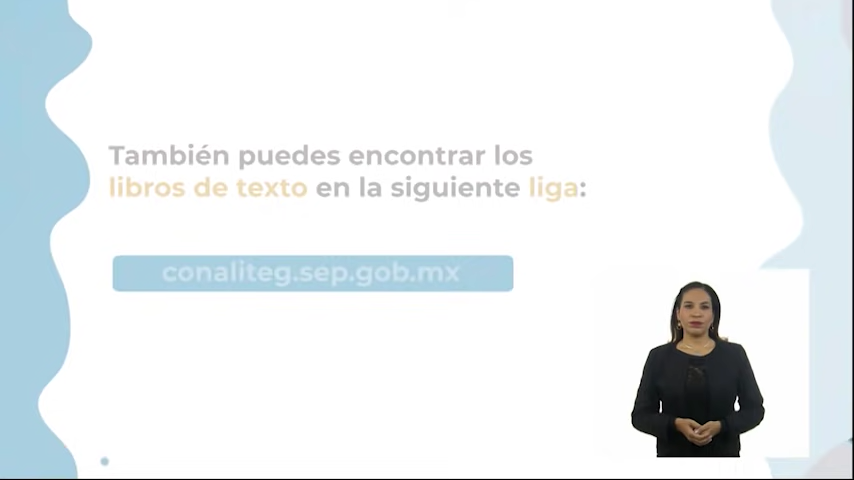 También puedes encontrar los
libros de texto en la siguiente liga:
conaliteg.sep.gob.mx